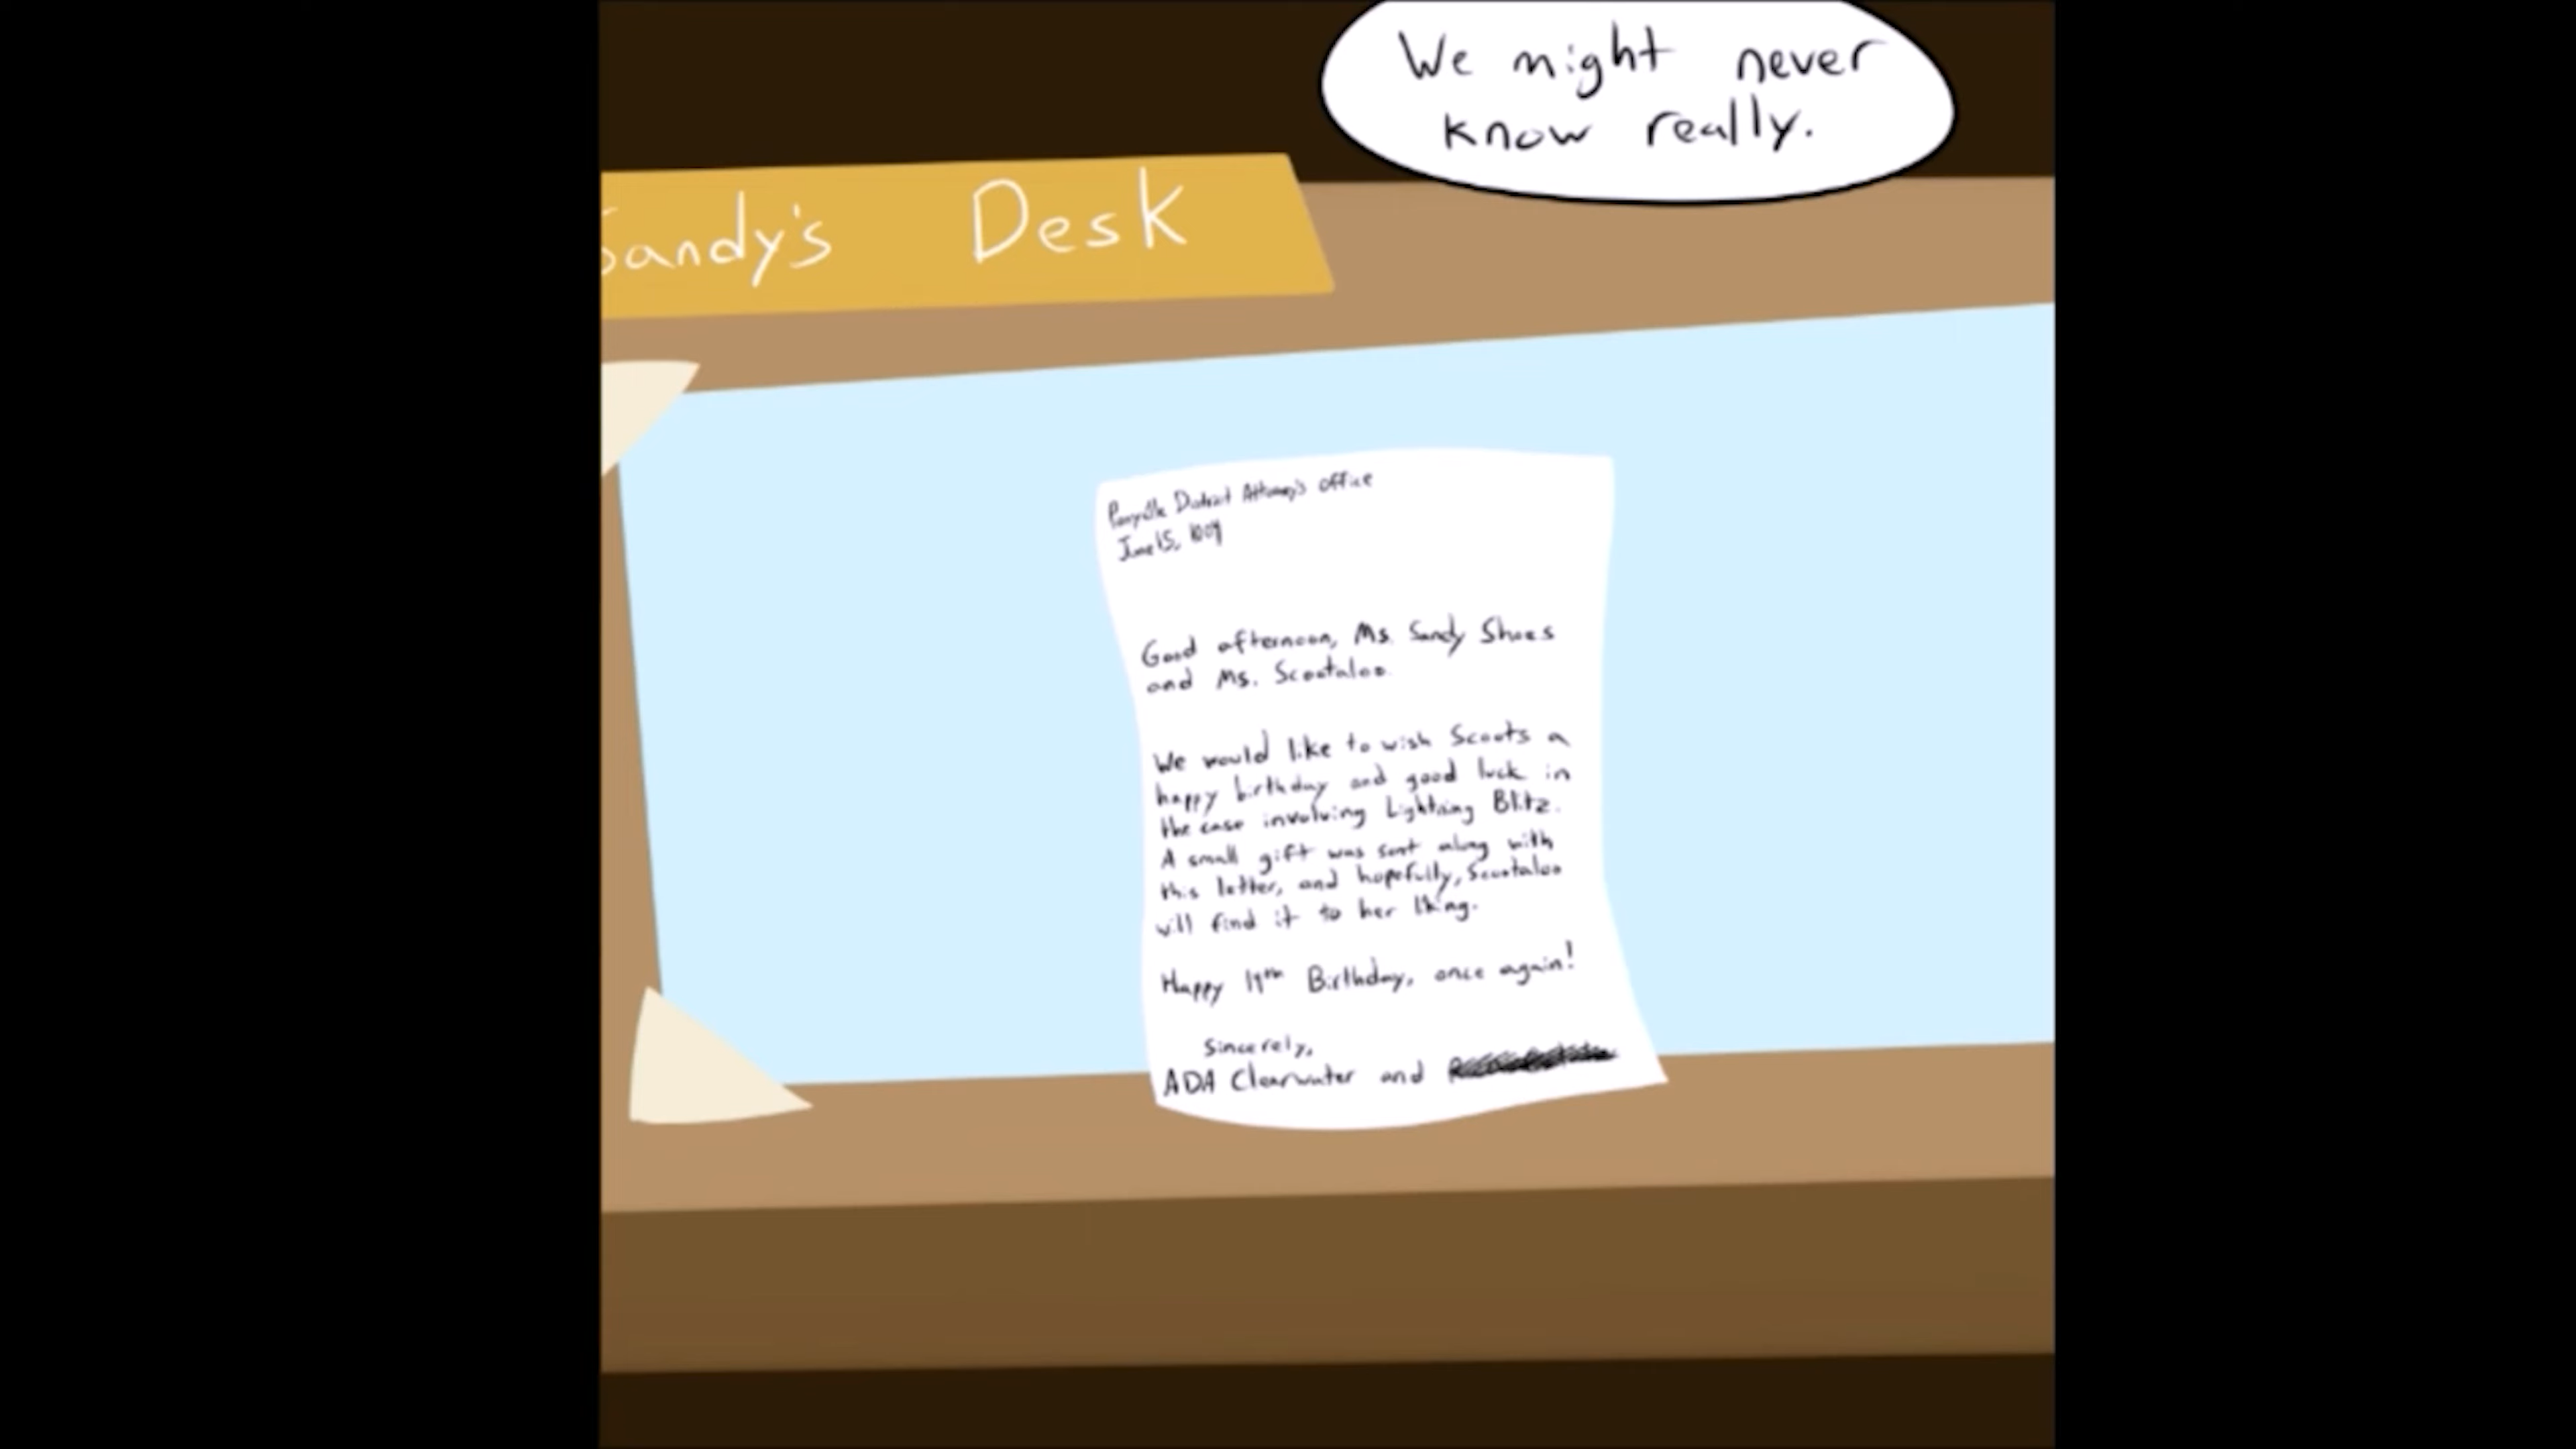 We might never
know really.
Sandy's Desk
Ponyville District Attorney's Office
June 15, 1009
Good afternoon, Ms. Sandy Shoes
and Ms. Scootaloo.
We would like to wish Scoots a
happy birthday and good luck in
the case involving Lightning Blitz.
A small gift was sent along with
this letter, and hopefully, Scootaloo
will find it to her liking.
Happy 19th Birthday, once again!
Sincerely,
ADA Clearwater and